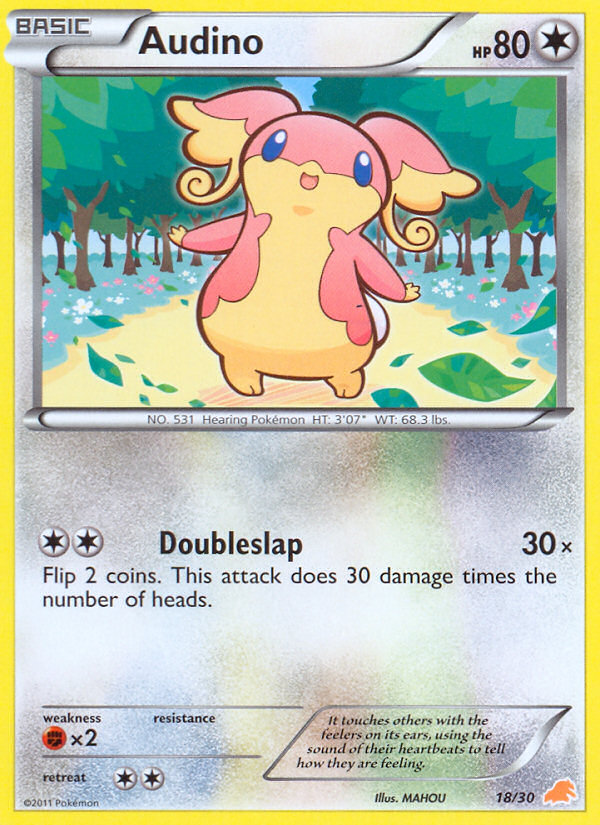 BASIC
Audino
HP80
NO. 531 Hearing Pokémon HT: 3'07" WT: 68.3 lbs.
Doubleslap 30×
Flip 2 coins. This attack does 30 damage times the
number of heads.
weakness resistance
×2
It touches others with the
feelers on its ears, using the
sound of their heartbeats to tell
how they are feeling.
retreat
©2011 Pokémon
Illus. MAHOU
18/30